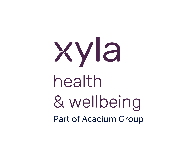 xyla
health
& wellbeing
Part of Acacium Group